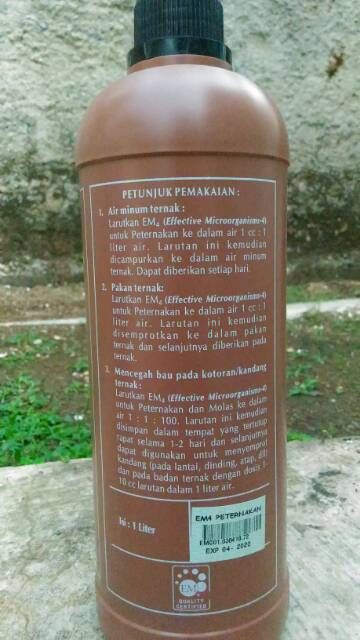 PETUNJUK PEMAKAIAN :
1. Air minum ternak :
Larutkan EM4 (Effective Microorganisms-4)
untuk Peternakan ke dalam air 1 cc : 1
liter air. Larutan ini kemudian
dicampurkan ke dalam air minum
ternak. Dapat diberikan setiap hari.
2. Pakan ternak:
Larutkan EM4 (Effective Microorganisms-4)
untuk Peternakan ke dalam air 1 cc : 1
liter air. Larutan ini kemudian
disemprotkan ke dalam pakan
ternak dan selanjutnya diberikan pada
ternak.
3. Mencegah bau pada kotoran/kandang
ternak:
Larutkan EM4 (Effective Microorganisms-4)
untuk Peternakan dan Molas ke dalam
air 1 : 1 : 100. Larutan ini kemudian
disimpan dalam tempat yang tertutup
rapat selama 1-2 hari dan selanjutnya
dapat digunakan untuk menyemprot
kandang (pada lantai, dinding, atap, dll)
dan pada badan ternak dengan dosis
10 cc larutan dalam 1 liter air.
Isi : 1 Liter
EM4 PETERNAKAN
EXP 04- 2020
EM
QUALITY
CERTIFIED